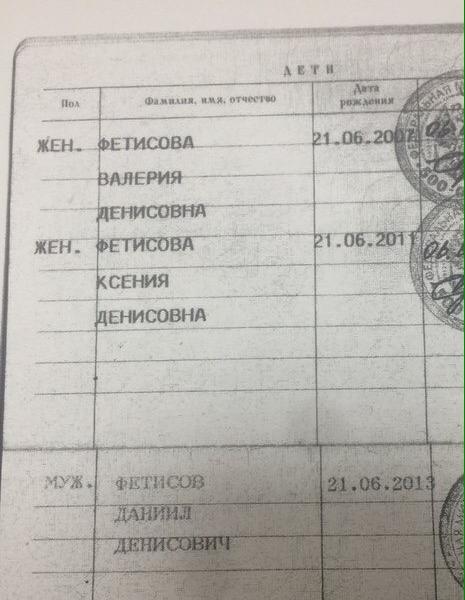 ДЕТИ
Пол Фамилия, имя, отчество Дата рождения
ЖЕН. ФЕТИСОВА 21.06.2007
ВАЛЕРИЯ
ДЕНИСОВНА
ЖЕН. ФЕТИСОВА 21.06.2011
КСЕНИЯ
ДЕНИСОВНА
МУЖ. ФЕТИСОВ 21.06.2013
ДАНИИЛ
ДЕНИСОВИЧ